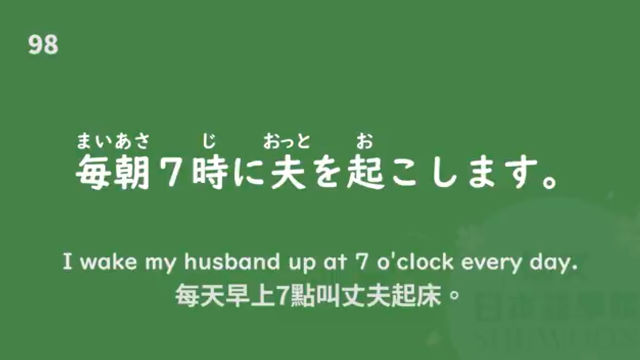 98
まいあさ じ おっと お
毎朝7時に夫を起こします。
I wake my husband up at 7 o'clock every day.
每天早上7點叫丈夫起床。